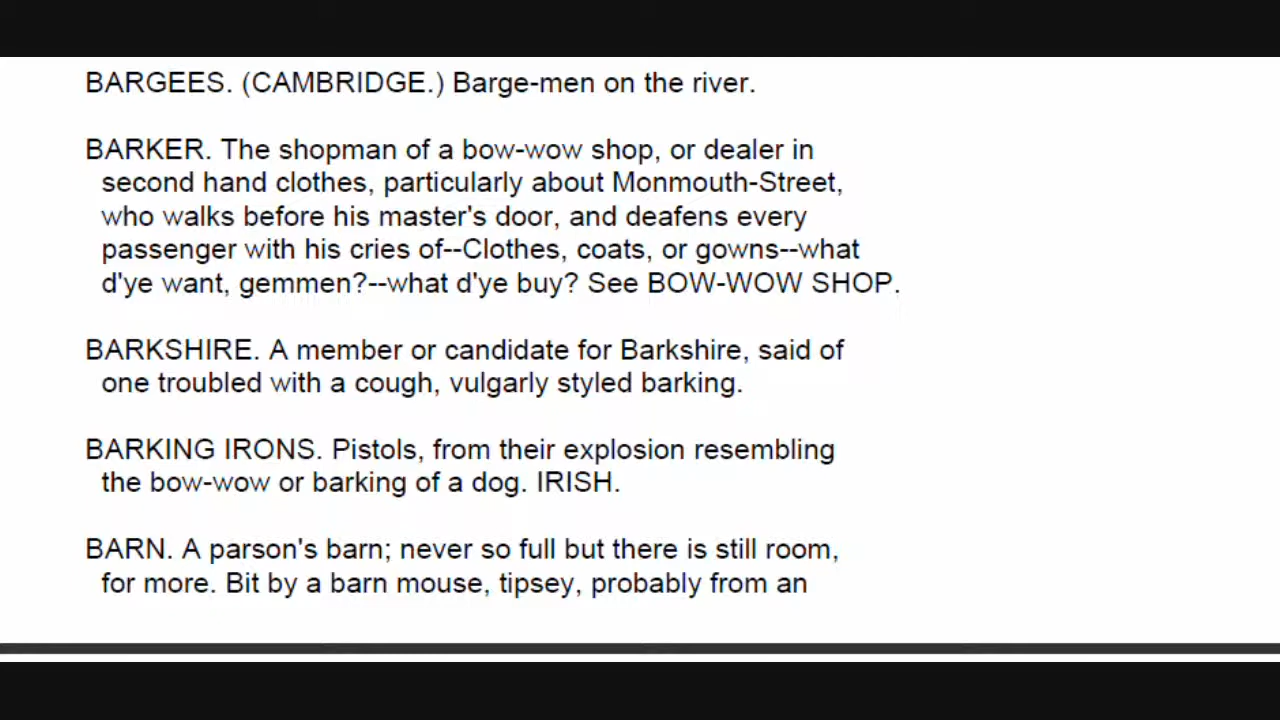 BARGEES. (CAMBRIDGE.) Barge-men on the river.
BARKER. The shopman of a bow-wow shop, or dealer in
second hand clothes, particularly about Monmouth-Street,
who walks before his master's door, and deafens every
passenger with his cries of--Clothes, coats, or gowns--what
d'ye want, gemmen?--what d'ye buy? See BOW-WOW SHOP.
BARKSHIRE. A member or candidate for Barkshire, said of
one troubled with a cough, vulgarly styled barking.
BARKING IRONS. Pistols, from their explosion resembling
the bow-wow or barking of a dog. IRISH.
BARN. A parson's barn; never so full but there is still room,
for more. Bit by a barn mouse, tipsey, probably from an